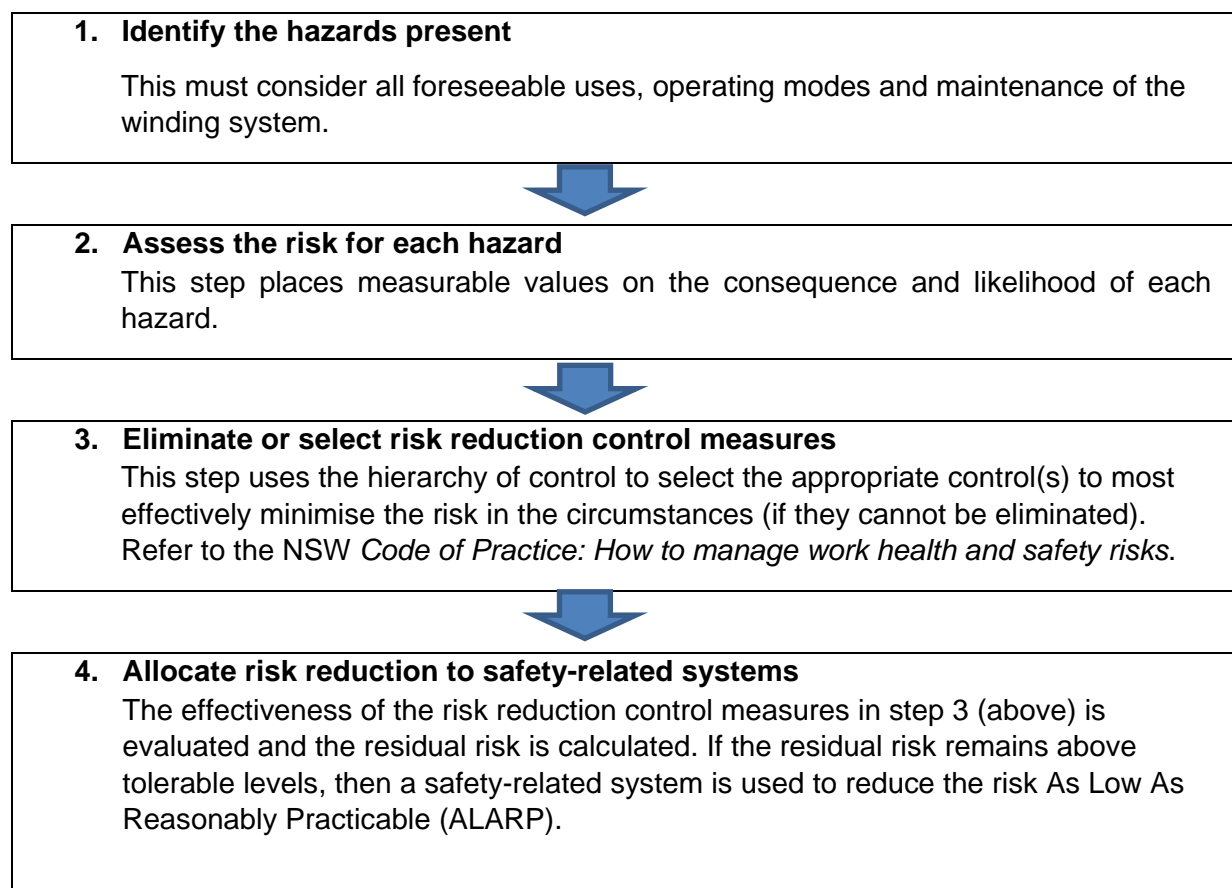 1. Identify the hazards present
This must consider all foreseeable uses, operating modes and maintenance of the
winding system.
2. Assess the risk for each hazard
This step places measurable values on the consequence and likelihood of each
hazard.
3. Eliminate or select risk reduction control measures
This step uses the hierarchy of control to select the appropriate control(s) to most
effectively minimise the risk in the circumstances (if they cannot be eliminated).
Refer to the NSW Code of Practice: How to manage work health and safety risks.
4. Allocate risk reduction to safety-related systems
The effectiveness of the risk reduction control measures in step 3 (above) is
evaluated and the residual risk is calculated. If the residual risk remains above
tolerable levels, then a safety-related system is used to reduce the risk As Low As
Reasonably Practicable (ALARP).